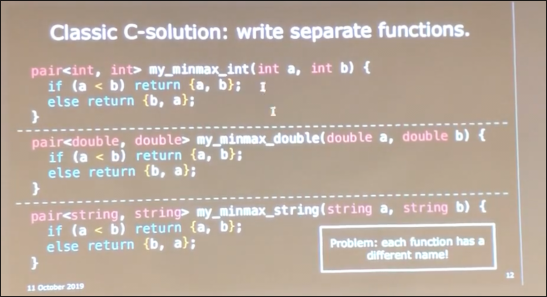 Classic C-solution: write separate functions.
pair<int, int> my_minmax_int(int a, int b) {
if (a < b) return {a, b};
else return {b, a};
}
pair<double, double> my_minmax_double(double a, double b) {
if (a < b) return {a, b};
else return {b, a};
}
pair<string, string> my_minmax_string(string a, string b) {
if (a < b) return {a, b};
else return {b, a};
}
Problem: each function has a
different name!
11 October 2019
12